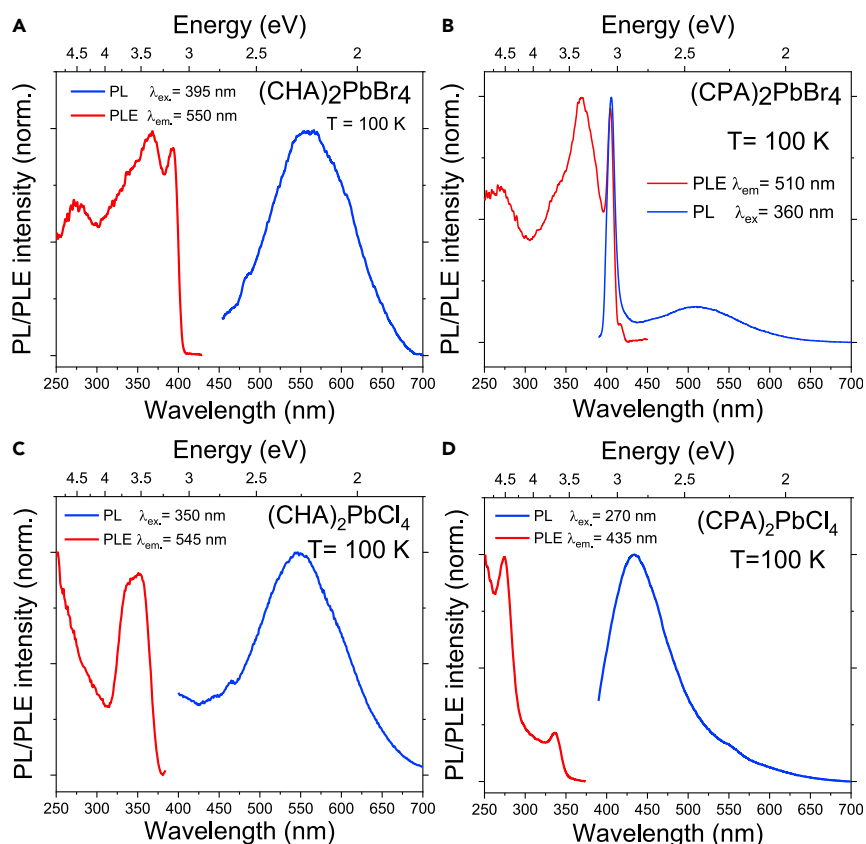 A
Energy (eV)
4.5 4 3.5 3 2.5 2
PL λex. = 395 nm
PLE λem. = 550 nm
(CHA)2PbBr4
T = 100 K
PL/PLE intensity (norm.)
250 300 350 400 450 500 550 600 650 700
Wavelength (nm)
B
Energy (eV)
4.5 4 3.5 3 2.5 2
(CPA)2PbBr4
T= 100 K
PLE λem= 510 nm
PL λex= 360 nm
PL/PLE intensity (norm.)
250 300 350 400 450 500 550 600 650 700
Wavelength (nm)
C
Energy (eV)
4.5 4 3.5 3 2.5 2
PL λex.= 350 nm
PLE λem.= 545 nm
(CHA)2PbCl4
T= 100 K
PL/PLE intensity (norm.)
250 300 350 400 450 500 550 600 650 700
Wavelength (nm)
D
Energy (eV)
4.5 4 3.5 3 2.5 2
PL λex.= 270 nm
PLE λem.= 435 nm
(CPA)2PbCl4
T=100 K
PL/PLE intensity (norm.)
250 300 350 400 450 500 550 600 650 700
Wavelength (nm)